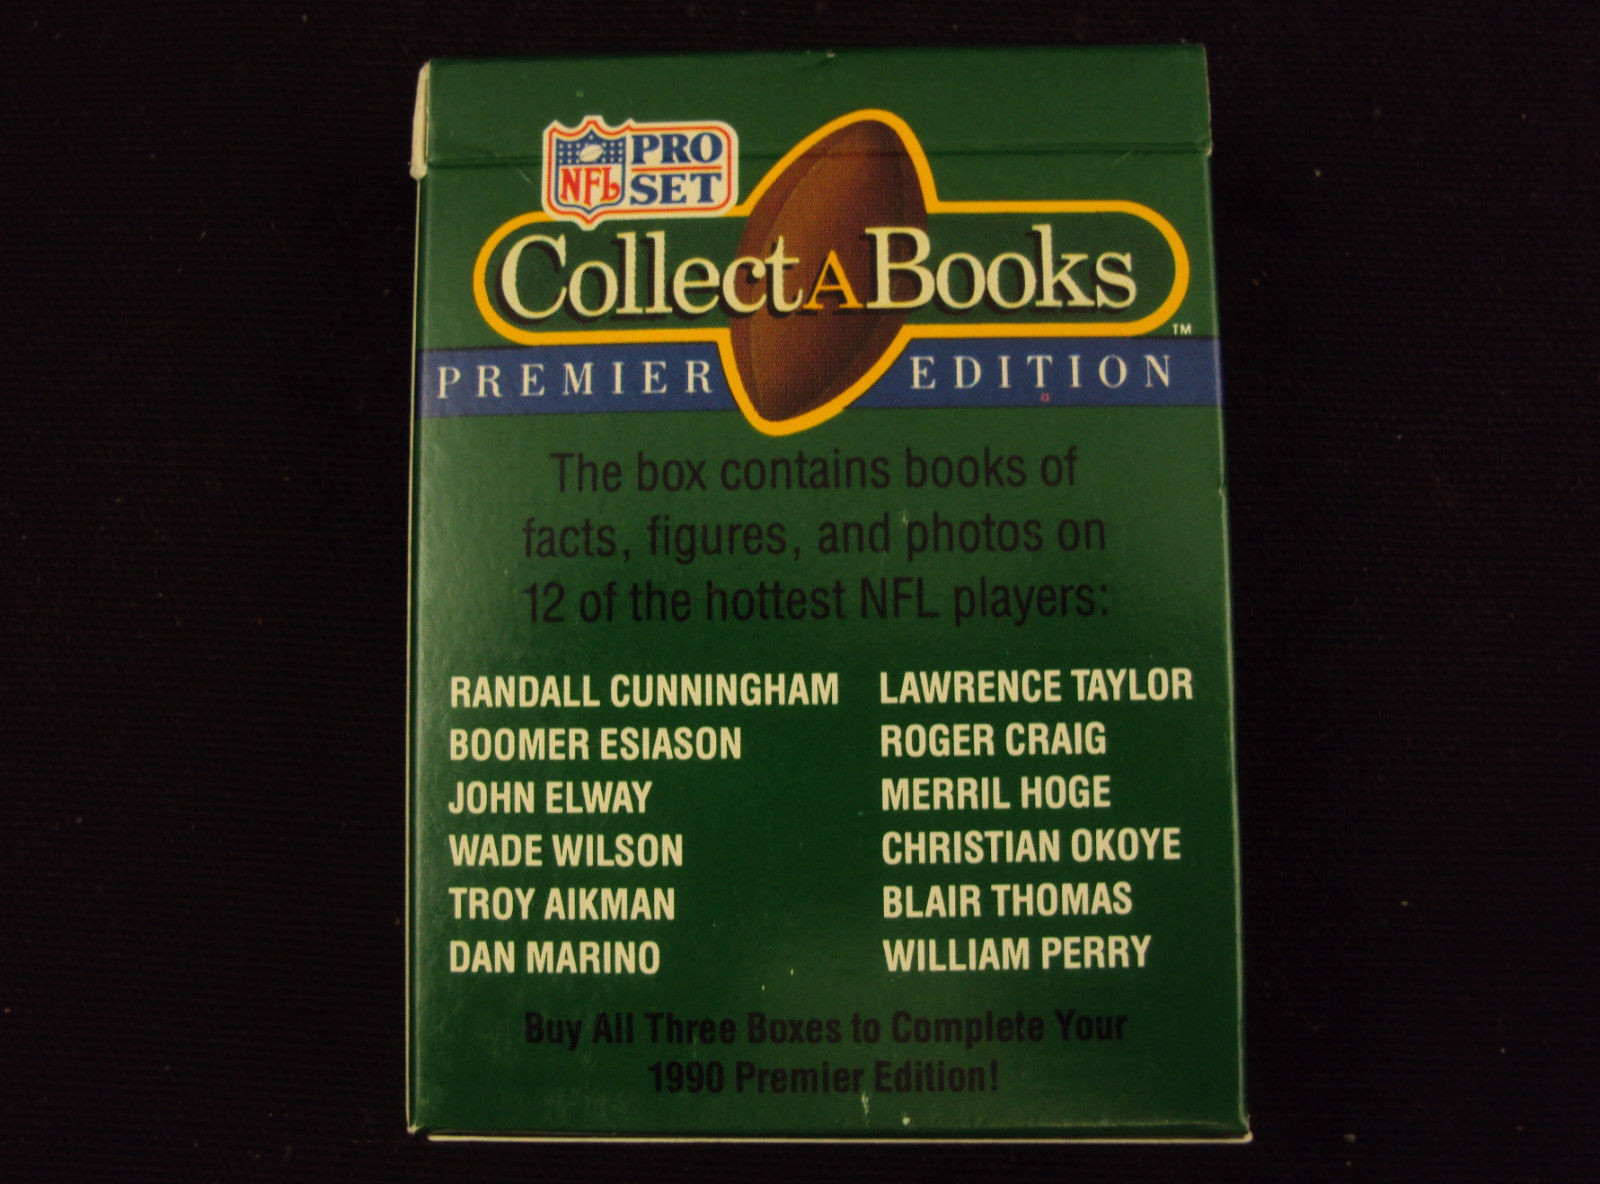 NFL PRO SET
CollectABooks
TM
PREMIER EDITION
The box contains books of
facts, figures, and photos on
12 of the hottest NFL players:
RANDALL CUNNINGHAM
BOOMER ESIASON
JOHN ELWAY
WADE WILSON
TROY AIKMAN
DAN MARINO
LAWRENCE TAYLOR
ROGER CRAIG
MERRIL HOGE
CHRISTIAN OKOYE
BLAIR THOMAS
WILLIAM PERRY
Buy All Three Boxes to Complete Your
1990 Premier Edition!